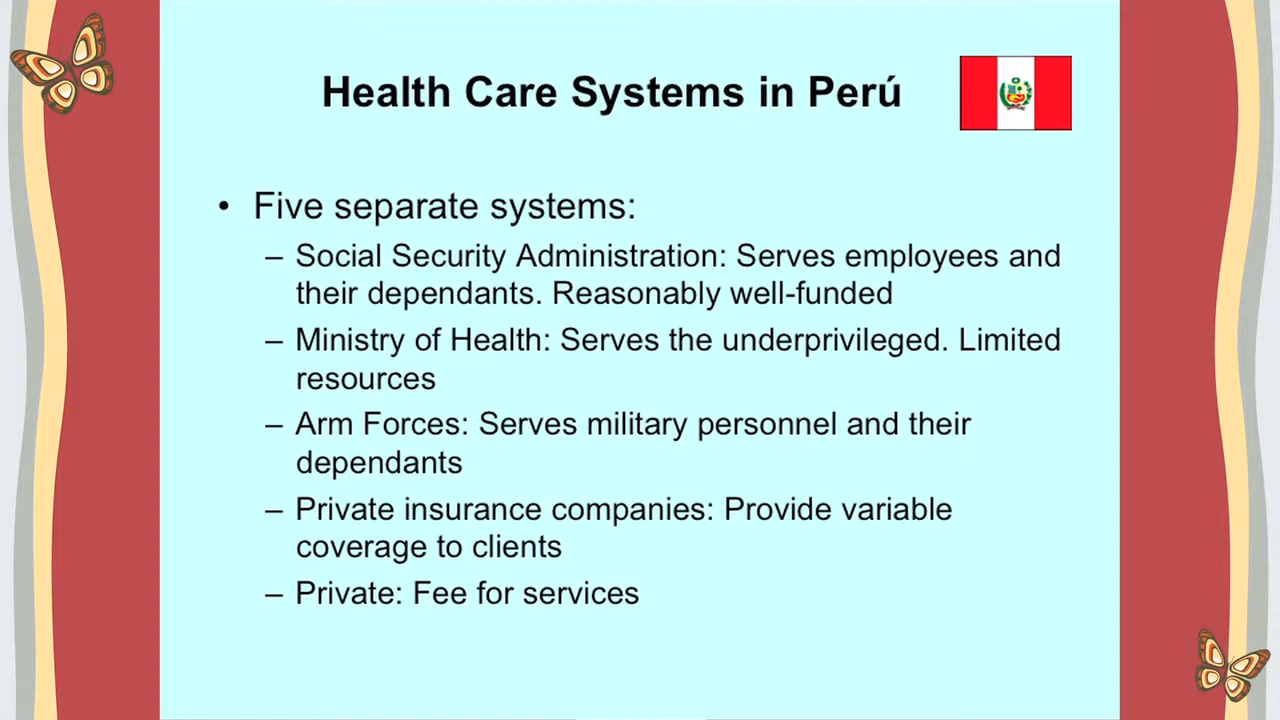 Health Care Systems in Perú
• Five separate systems:
– Social Security Administration: Serves employees and
their dependants. Reasonably well-funded
– Ministry of Health: Serves the underprivileged. Limited
resources
– Arm Forces: Serves military personnel and their
dependants
– Private insurance companies: Provide variable
coverage to clients
– Private: Fee for services